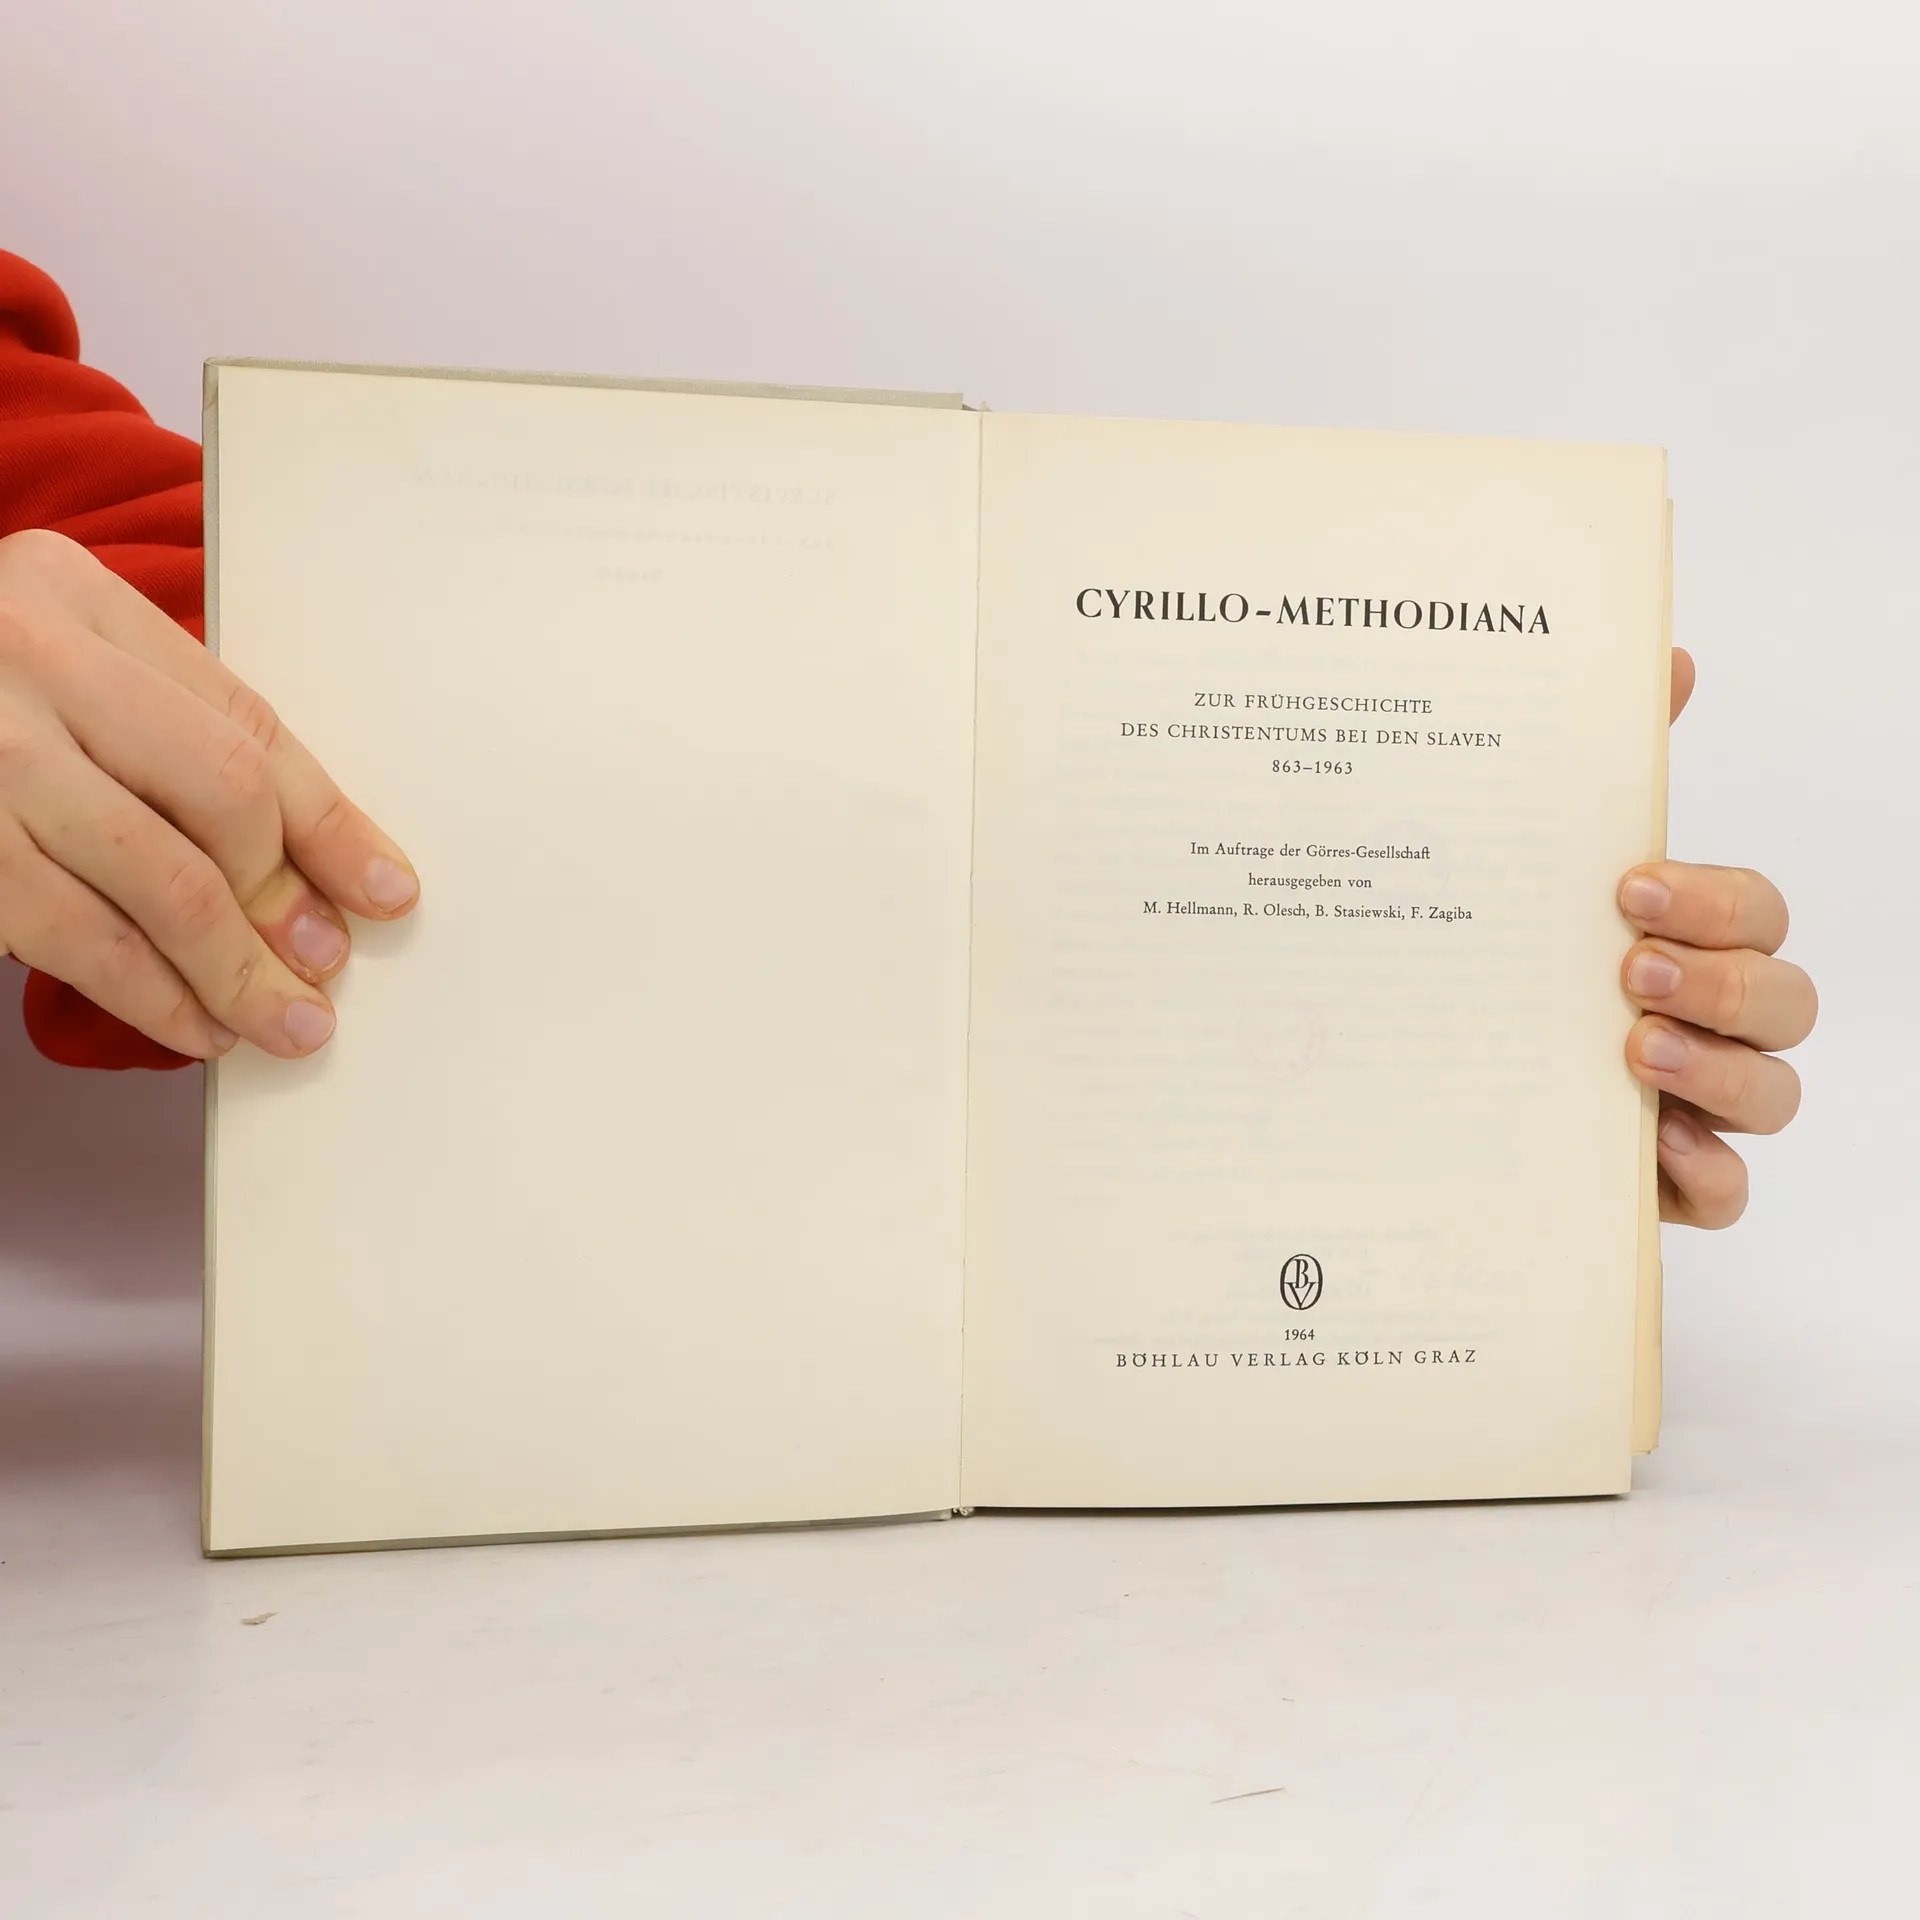 CYRILLO-METHODIANA
ZUR FRÜHGESCHICHTE
DES CHRISTENTUMS BEI DEN SLAVEN
863–1963
Im Auftrage der Görres-Gesellschaft
herausgegeben von
M. Hellmann, R. Olesch, B. Stasiewski, F. Zagiba
BV
1964
BÖHLAU VERLAG KÖLN GRAZ